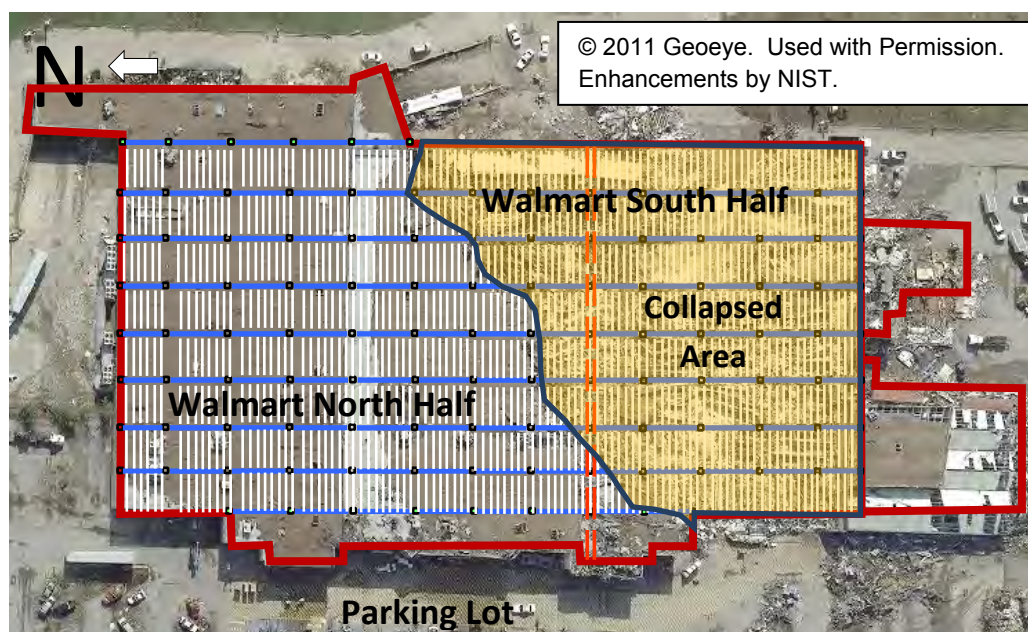 N
© 2011 Geoeye. Used with Permission.
Enhancements by NIST.
Walmart South Half
Collapsed
Area
Walmart North Half
Parking Lot